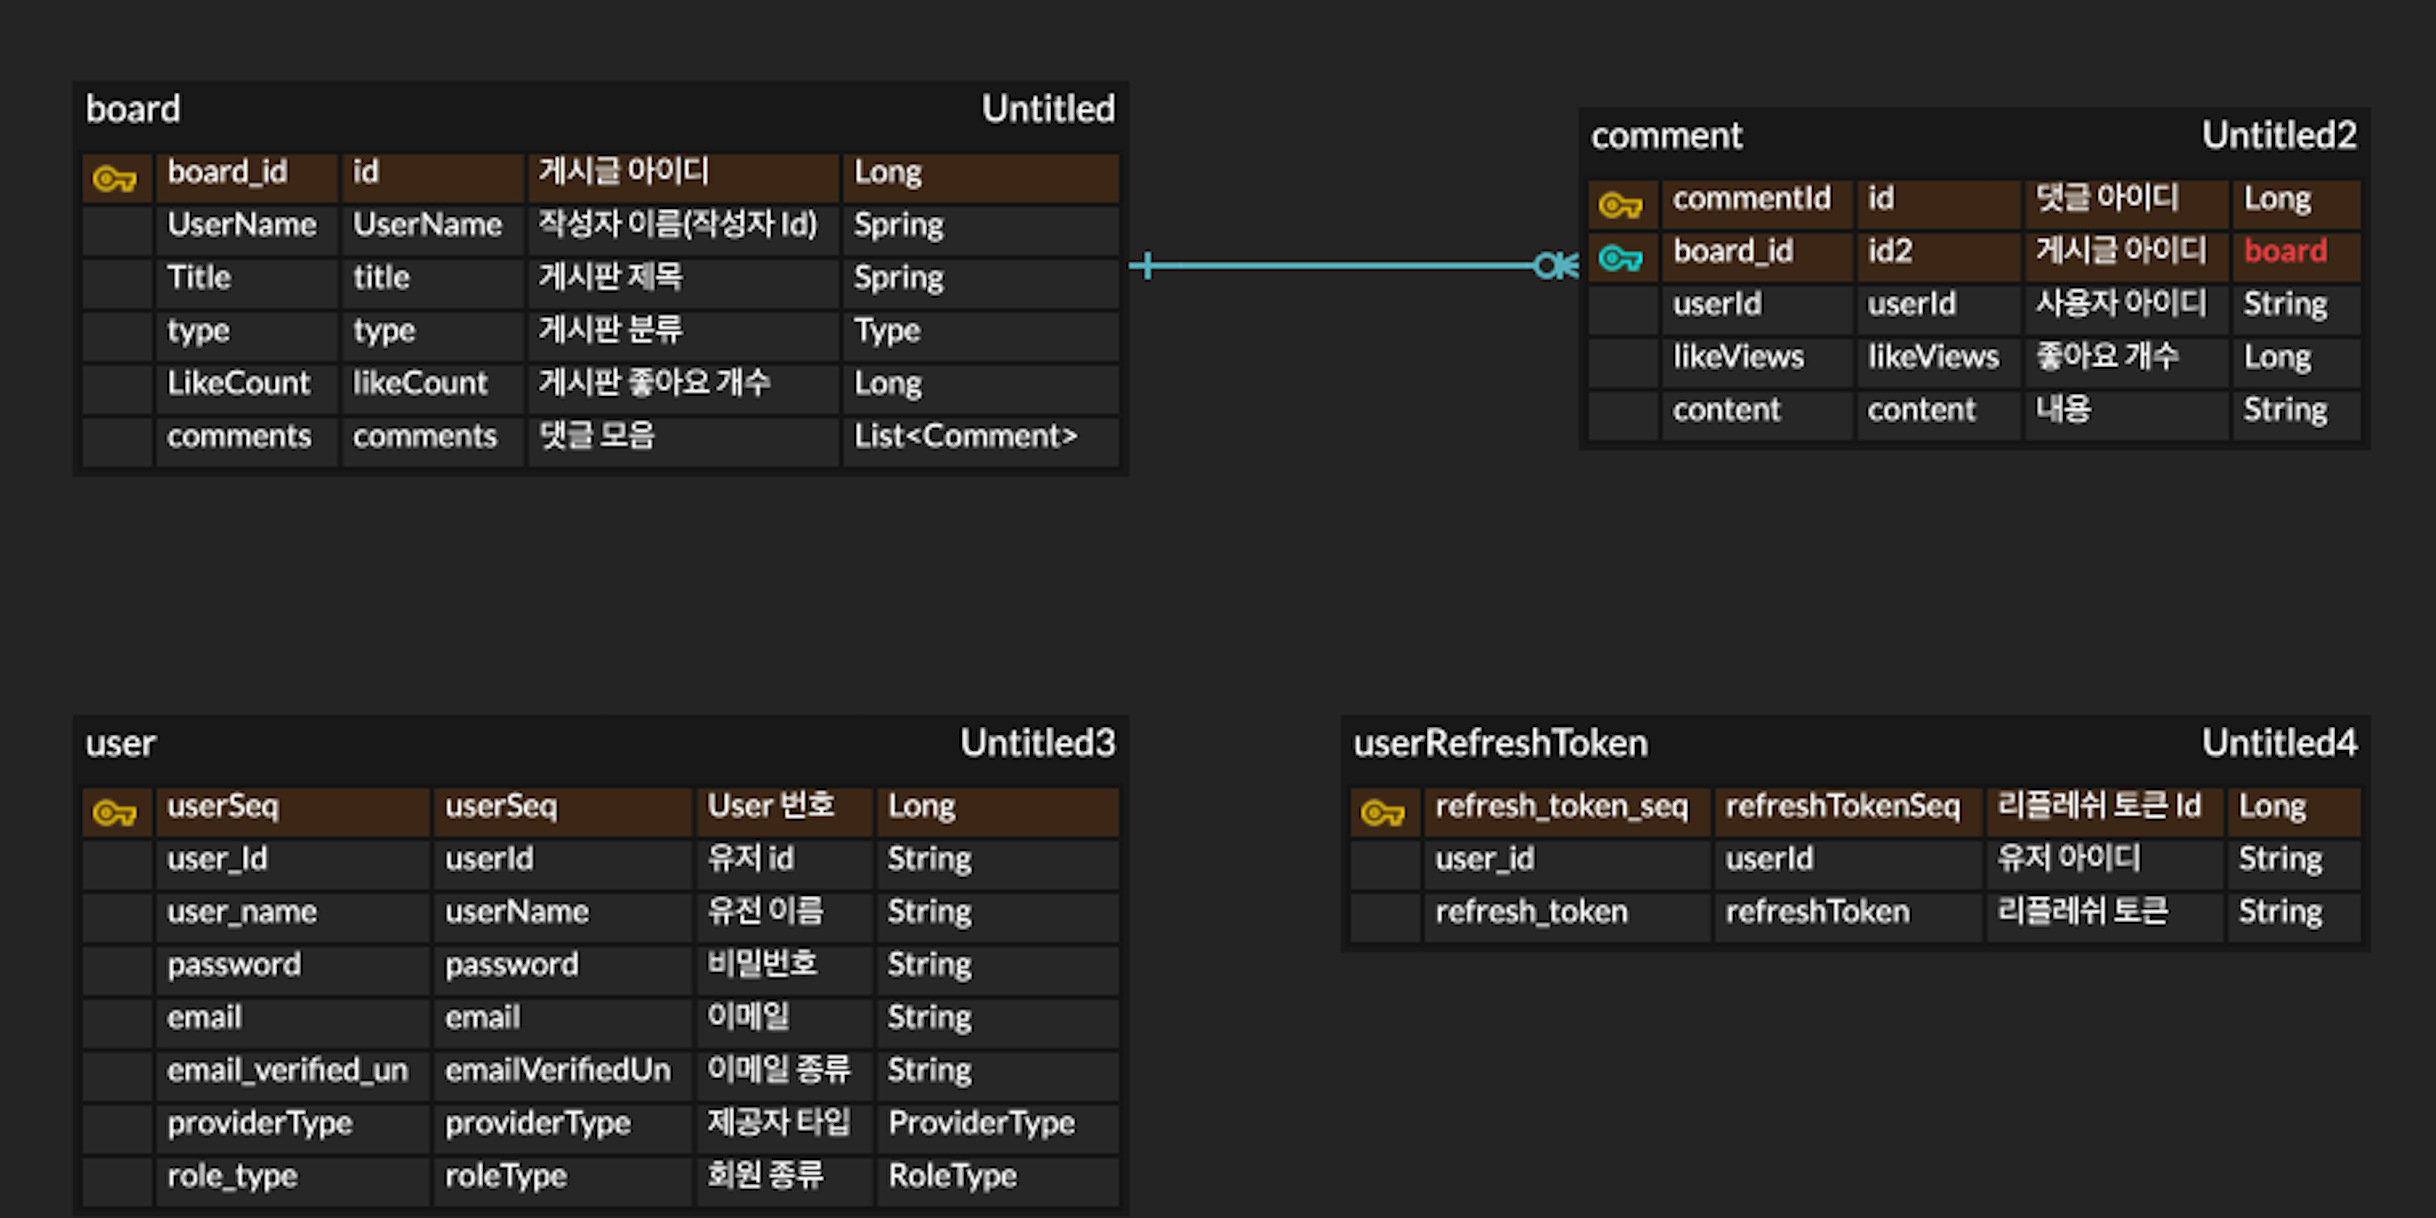 board Untitled
board_id id 게시글 아이디 Long
UserName UserName 작성자 이름(작성자 Id) Spring
Title title 게시판 제목 Spring
type type 게시판 분류 Type
LikeCount likeCount 게시판 좋아요 개수 Long
comments comments 댓글 모음 List<Comment>
comment Untitled2
commentId id 댓글 아이디 Long
board_id id2 게시글 아이디 board
userId userId 사용자 아이디 String
likeViews likeViews 좋아요 개수 Long
content content 내용 String
user Untitled3
userSeq userSeq User 번호 Long
user_Id userId 유저 id String
user_name userName 유전 이름 String
password password 비밀번호 String
email email 이메일 String
email_verified_un emailVerifiedUn 이메일 종류 String
providerType providerType 제공자 타입 ProviderType
role_type roleType 회원 종류 RoleType
userRefreshToken Untitled4
refresh_token_seq refreshTokenSeq 리플레쉬 토큰 Id Long
user_id userId 유저 아이디 String
refresh_token refreshToken 리플레쉬 토큰 String